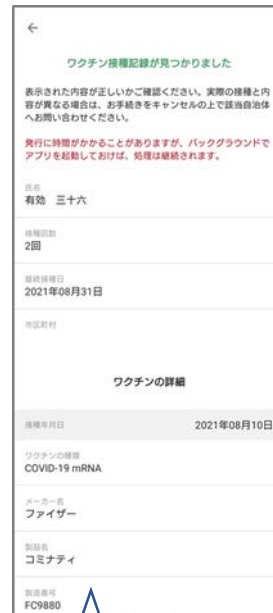 ワクチン接種記録が見つかりました
表示された内容が正しいかご確認ください。実際の接種と内
容が異なる場合は、お手続きをキャンセルの上で該当自治体
へお問い合わせください。
発行に時間がかかることがありますが、バックグラウンドで
アプリを起動しておけば、処理は継続されます。
氏名
有効 三十六
接種回数
2回
最終接種日
2021年08月31日
市区町村
ワクチンの詳細
接種年月日 2021年08月10日
ワクチンの種類
COVID-19 mRNA
メーカー名
ファイザー
製品名
コミナティ
製造番号
FC9880